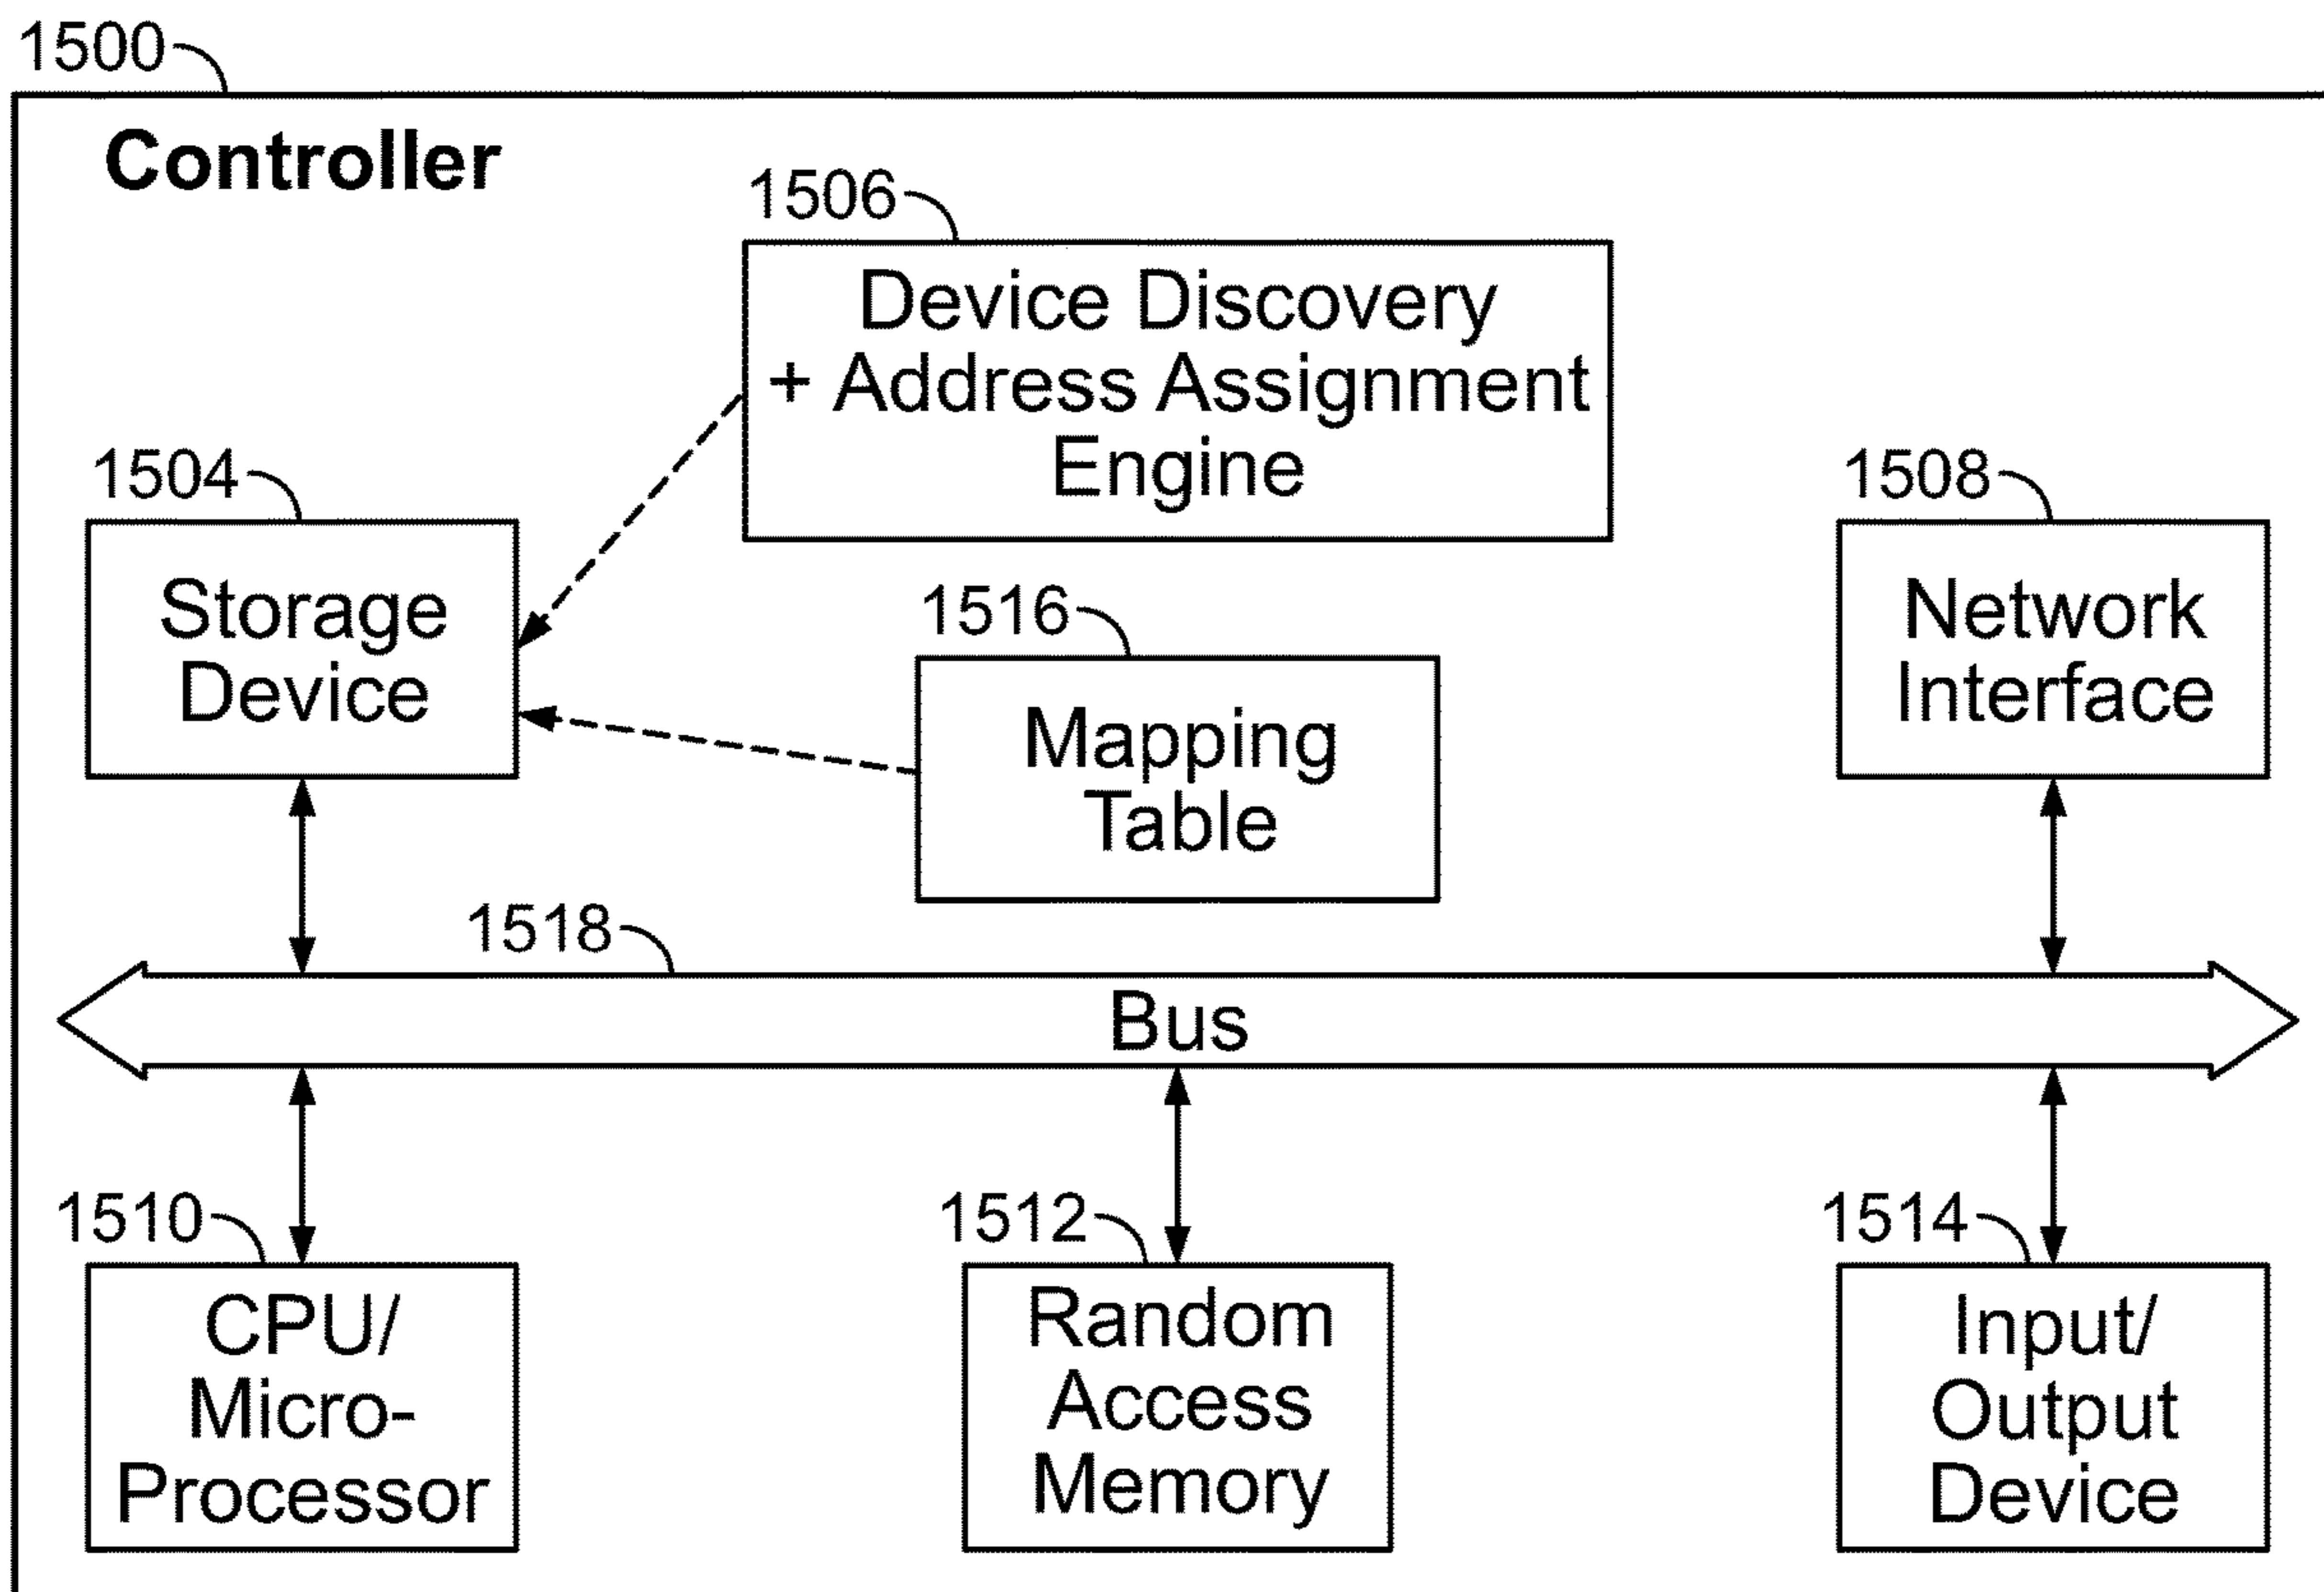 1500
Controller
1506
Device Discovery
+ Address Assignment
Engine
1504
Storage
Device
1508
Network
Interface
1516
Mapping
Table
1518
Bus
1510
CPU/
Micro-
Processor
1512
Random
Access
Memory
1514
Input/
Output
Device